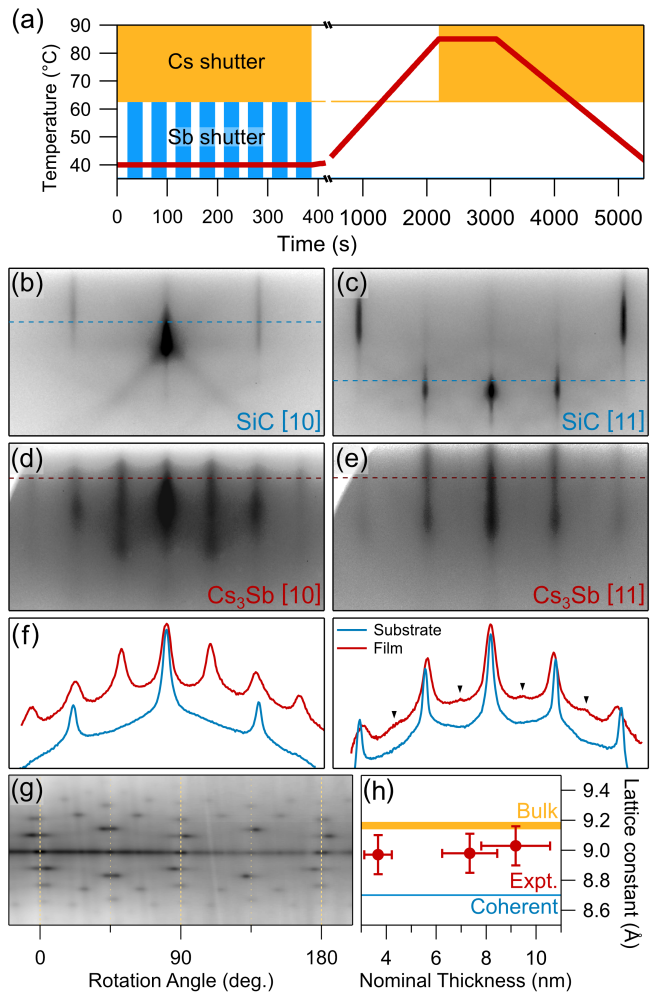 (a)
90
80
70
60
50
40
Temperature (°C)
Cs shutter
Sb shutter
0 100 200 300 400 1000 2000 3000 4000 5000
Time (s)
(b)
SiC [10]
(c)
SiC [11]
(d)
Cs₃Sb [10]
(e)
Cs₃Sb [11]
(f)
Substrate
Film
(g)
0 90 180
Rotation Angle (deg.)
(h)
Bulk
Expt.
Coherent
9.4
9.2
9.0
8.8
8.6
Lattice constant (Å)
4 6 8 10
Nominal Thickness (nm)